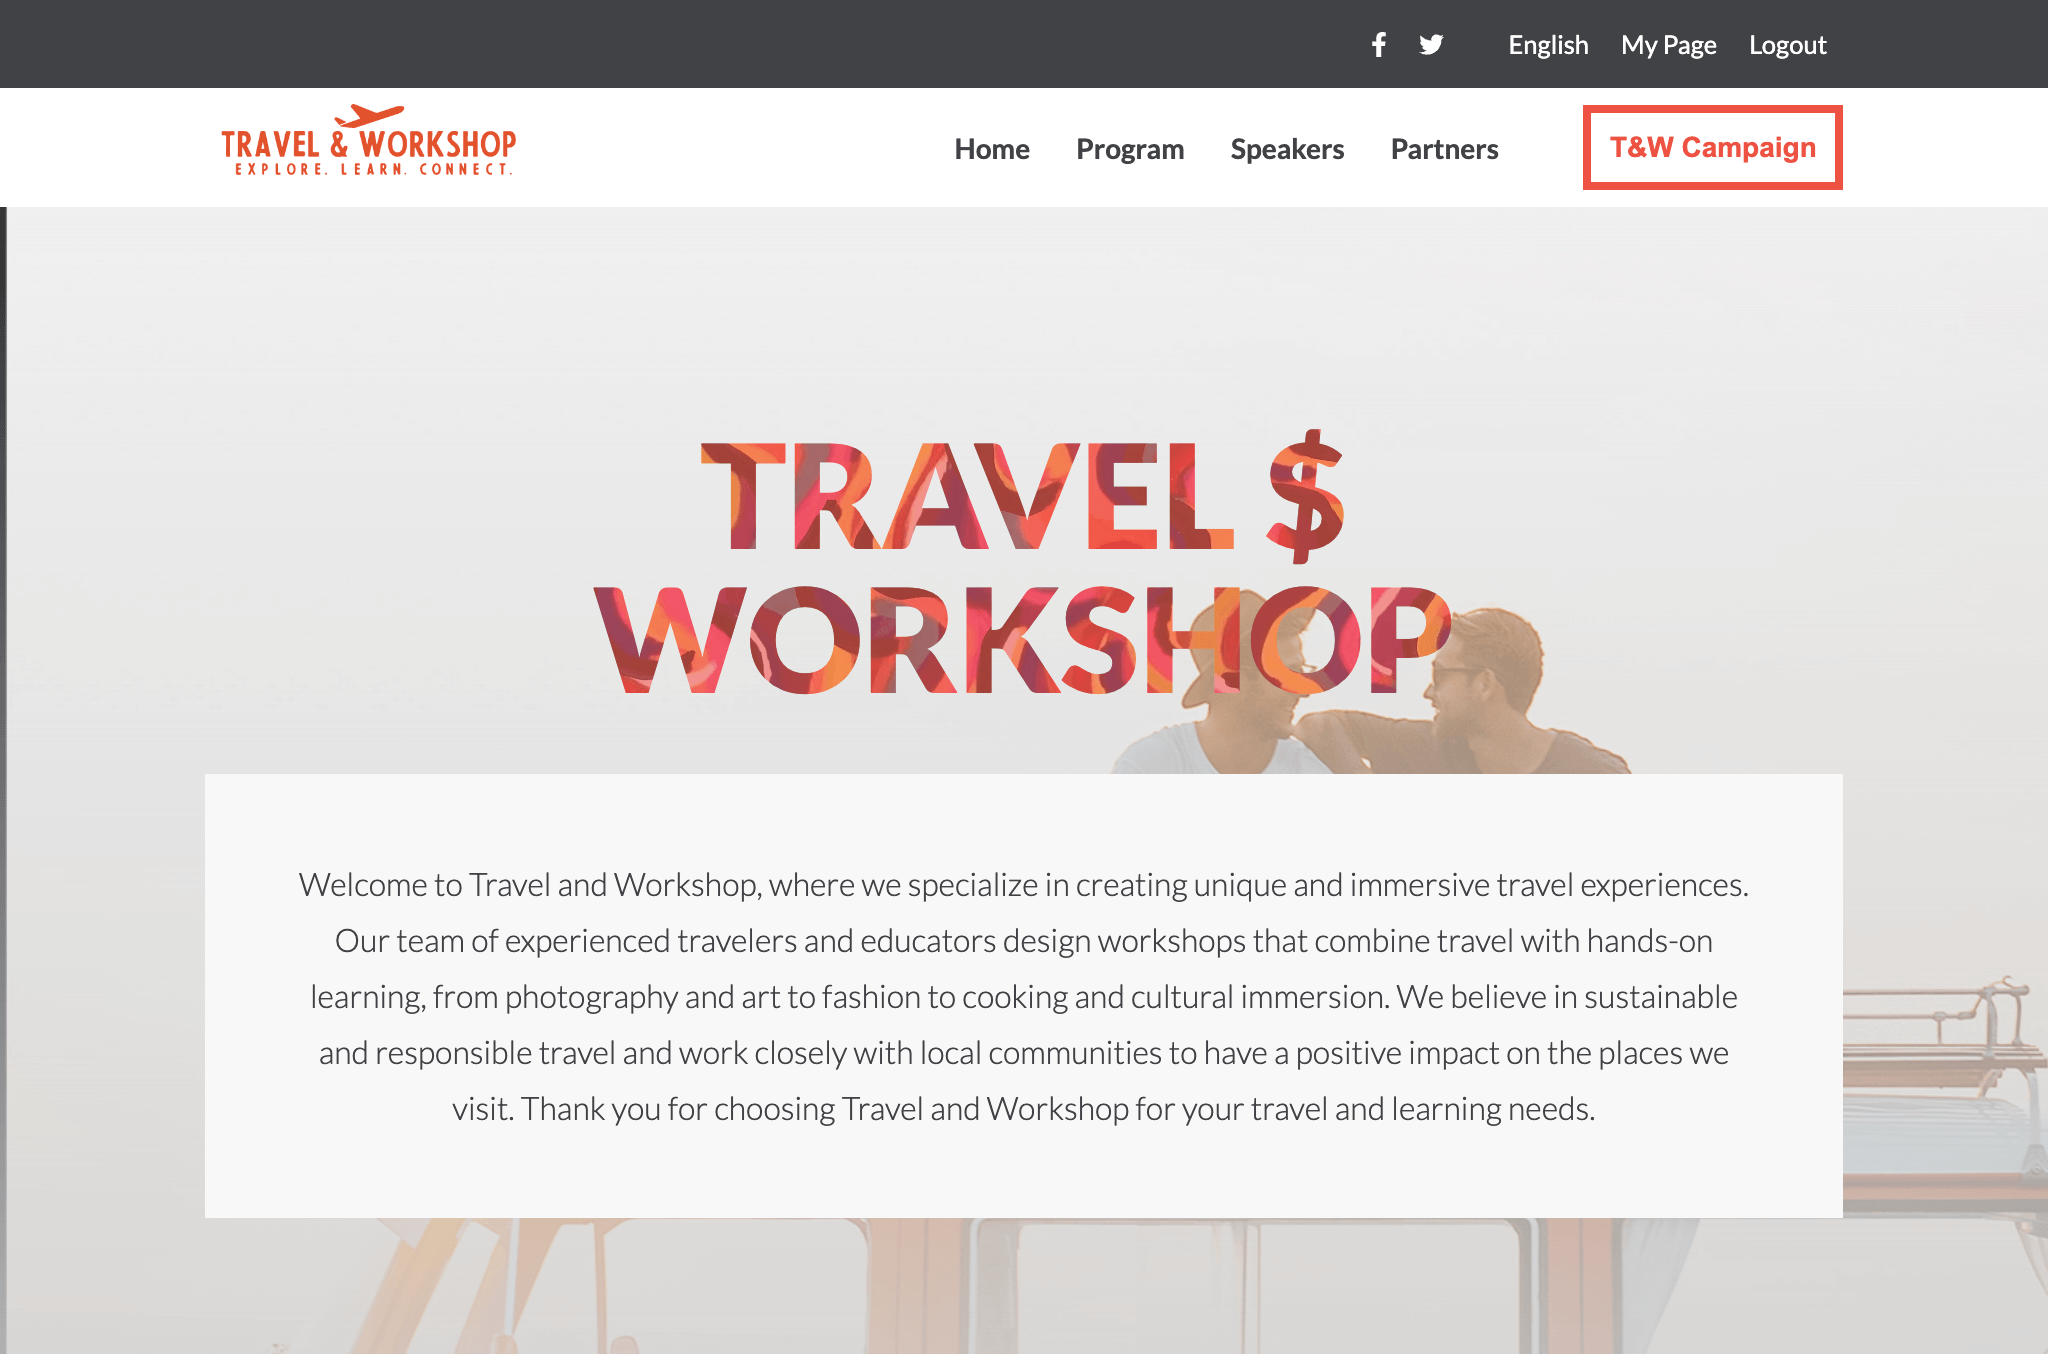 English My Page Logout
TRAVEL & WORKSHOP
EXPLORE. LEARN. CONNECT.
Home Program Speakers Partners T&W Campaign
TRAVEL $
WORKSHOP
Welcome to Travel and Workshop, where we specialize in creating unique and immersive travel experiences.
Our team of experienced travelers and educators design workshops that combine travel with hands-on
learning, from photography and art to fashion to cooking and cultural immersion. We believe in sustainable
and responsible travel and work closely with local communities to have a positive impact on the places we
visit. Thank you for choosing Travel and Workshop for your travel and learning needs.